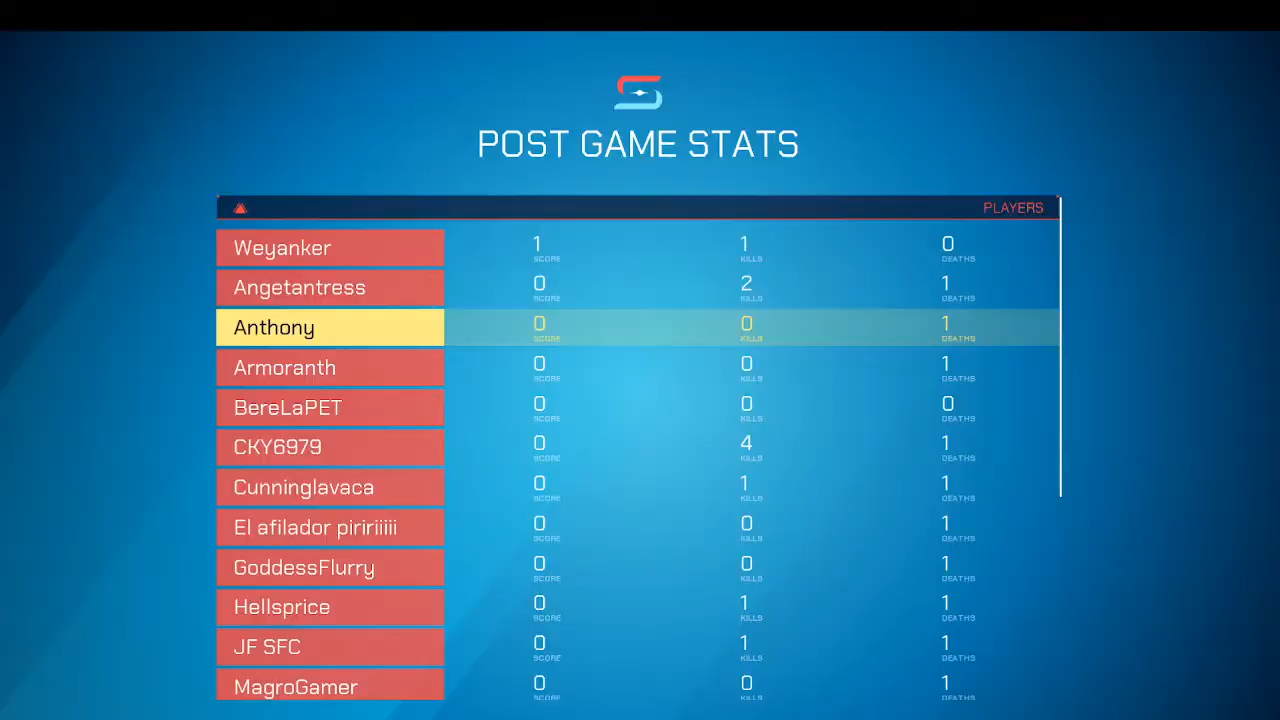 POST GAME STATS
PLAYERS
Weyanker 1 SCORE 1 KILLS 0 DEATHS
Angetantress 0 SCORE 2 KILLS 1 DEATHS
Anthony 0 SCORE 0 KILLS 1 DEATHS
Armoranth 0 SCORE 0 KILLS 1 DEATHS
BereLaPET 0 SCORE 0 KILLS 0 DEATHS
CKY6979 0 SCORE 4 KILLS 1 DEATHS
Cunninglavaca 0 SCORE 1 KILLS 1 DEATHS
El afilador piririiiii 0 SCORE 0 KILLS 1 DEATHS
GoddessFlurry 0 SCORE 0 KILLS 1 DEATHS
Hellsprice 0 SCORE 1 KILLS 1 DEATHS
JF SFC 0 SCORE 1 KILLS 1 DEATHS
MagroGamer 0 SCORE 0 KILLS 1 DEATHS